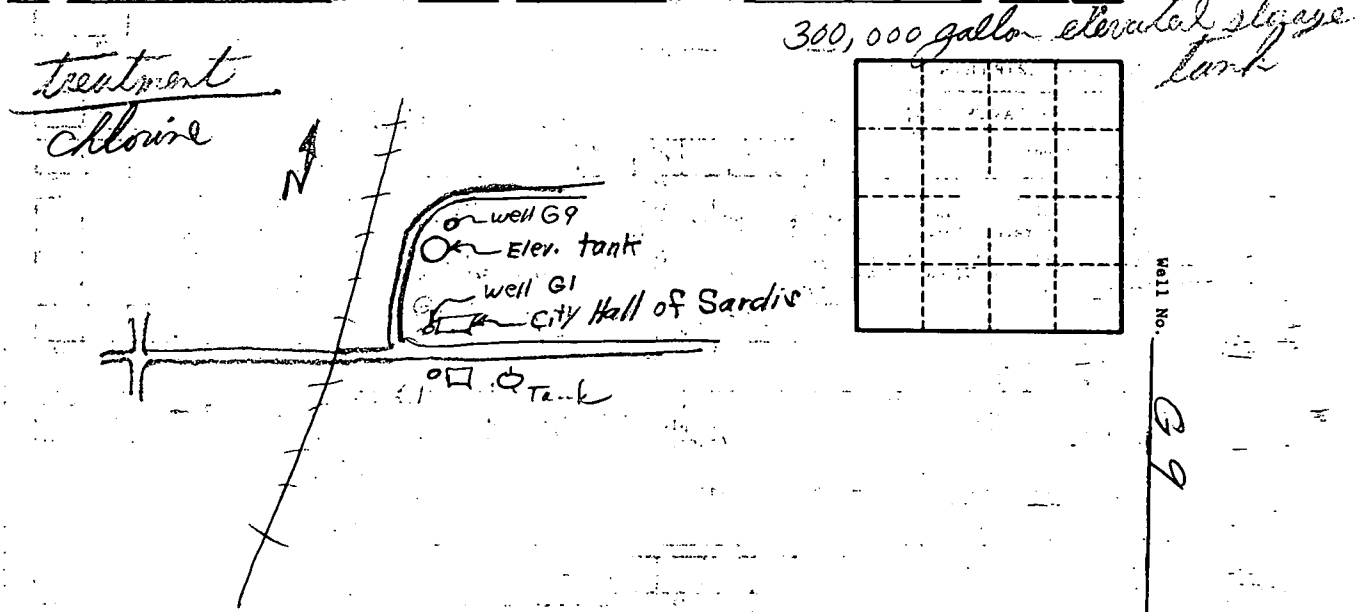 300,000 gallon elevated storage
tank
treatment
chlorine
N
well G9
Elev. tank
well G1
City Hall of Sardis
Tank
Well No.
G9